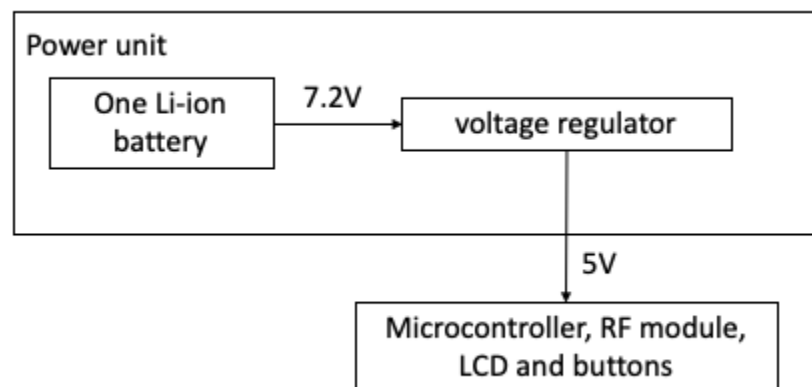 Power unit
One Li-ion
battery
7.2V
voltage regulator
5V
Microcontroller, RF module,
LCD and buttons